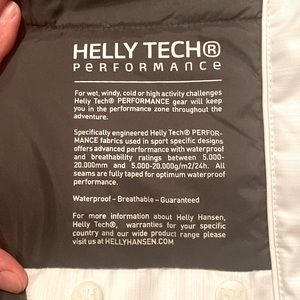 HELLY TECH®
PERFORMANCE
For wet, windy, cold or high activity challenges
Helly Tech® PERFORMANCE gear will keep
you in the performance zone throughout the
adventure.
Specifically engineered Helly Tech® PERFOR-
MANCE fabrics used in sport specific designs
offers advanced performance with waterproof
and breathability ratings between 5.000-
20.000mm and 5.000-20.000g/m2/24h. All
seams are fully taped for optimum waterproof
performance.
Waterproof - Breathable - Guaranteed
For more information about Helly Hansen,
Helly Tech®, warranties for your specific
country and our wide product range please
visit us at HELLYHANSEN.COM